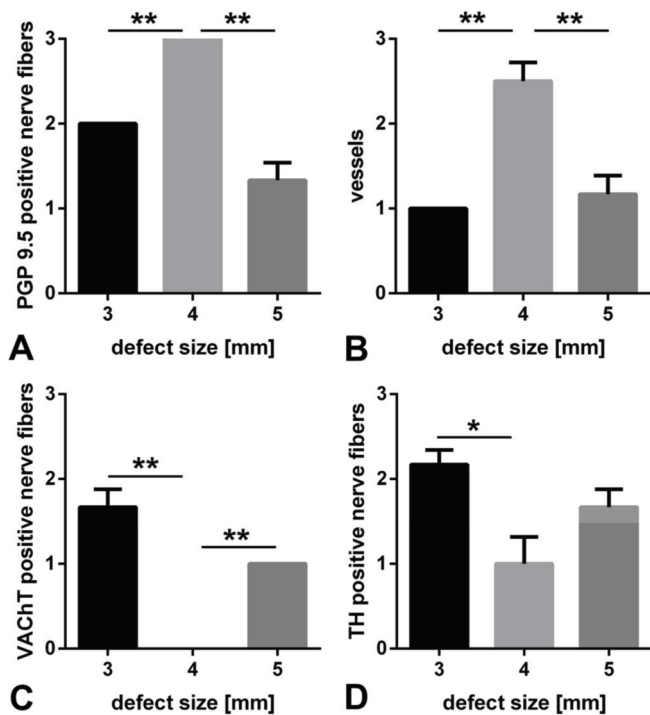 ** **
3
2
1
0
PGP 9.5 positive nerve fibers
3 4 5
defect size [mm]
A
** **
3
2
1
0
vessels
3 4 5
defect size [mm]
B
**
**
3
2
1
0
VAChT positive nerve fibers
3 4 5
defect size [mm]
C
*
3
2
1
0
TH positive nerve fibers
3 4 5
defect size [mm]
D